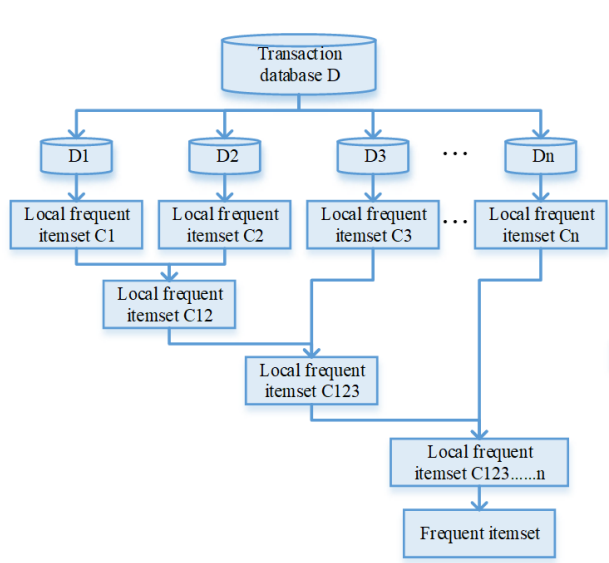 Transaction
database D
D1
D2
D3
...
Dn
Local frequent
itemset C1
Local frequent
itemset C2
Local frequent
itemset C3
...
Local frequent
itemset Cn
Local frequent
itemset C12
Local frequent
itemset C123
Local frequent
itemset C123......n
Frequent itemset